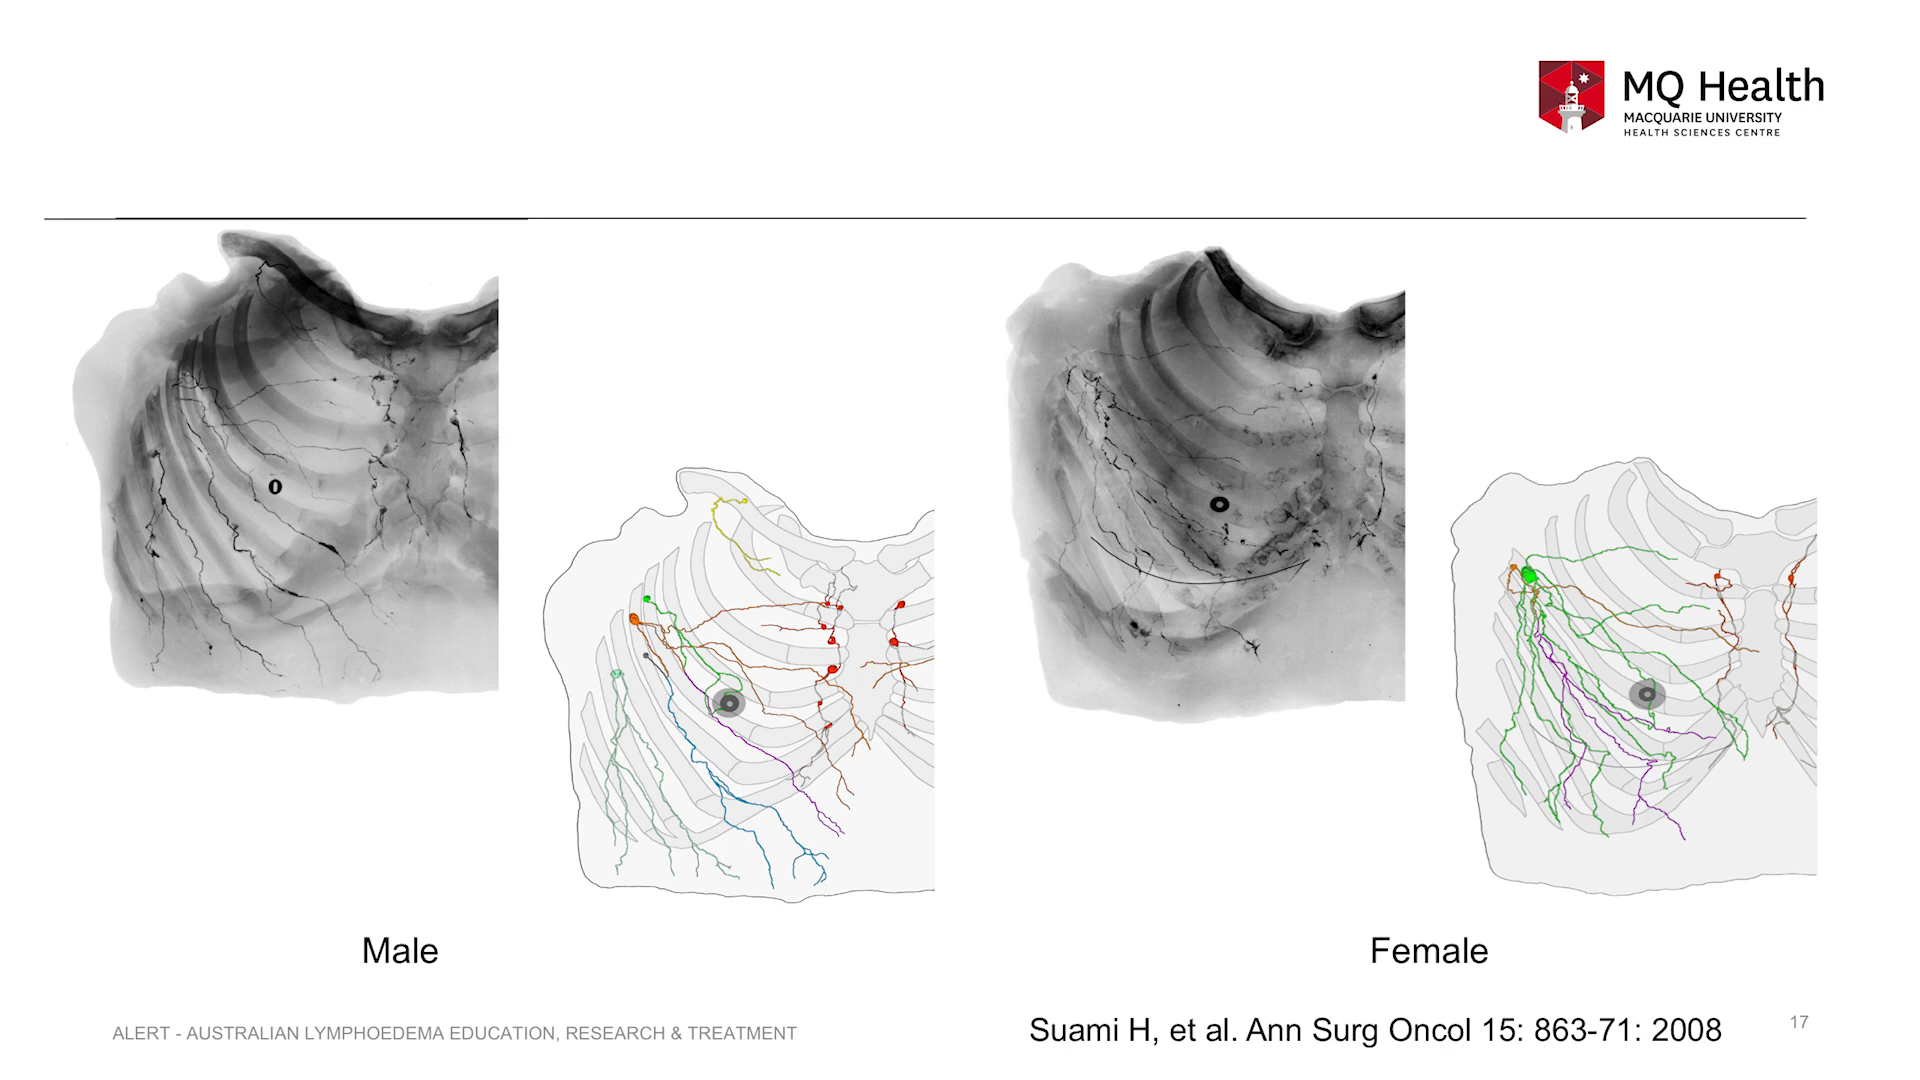 MQ Health
MACQUARIE UNIVERSITY
HEALTH SCIENCES CENTRE
Male
Female
ALERT - AUSTRALIAN LYMPHOEDEMA EDUCATION, RESEARCH & TREATMENT
Suami H, et al. Ann Surg Oncol 15: 863-71: 2008
17